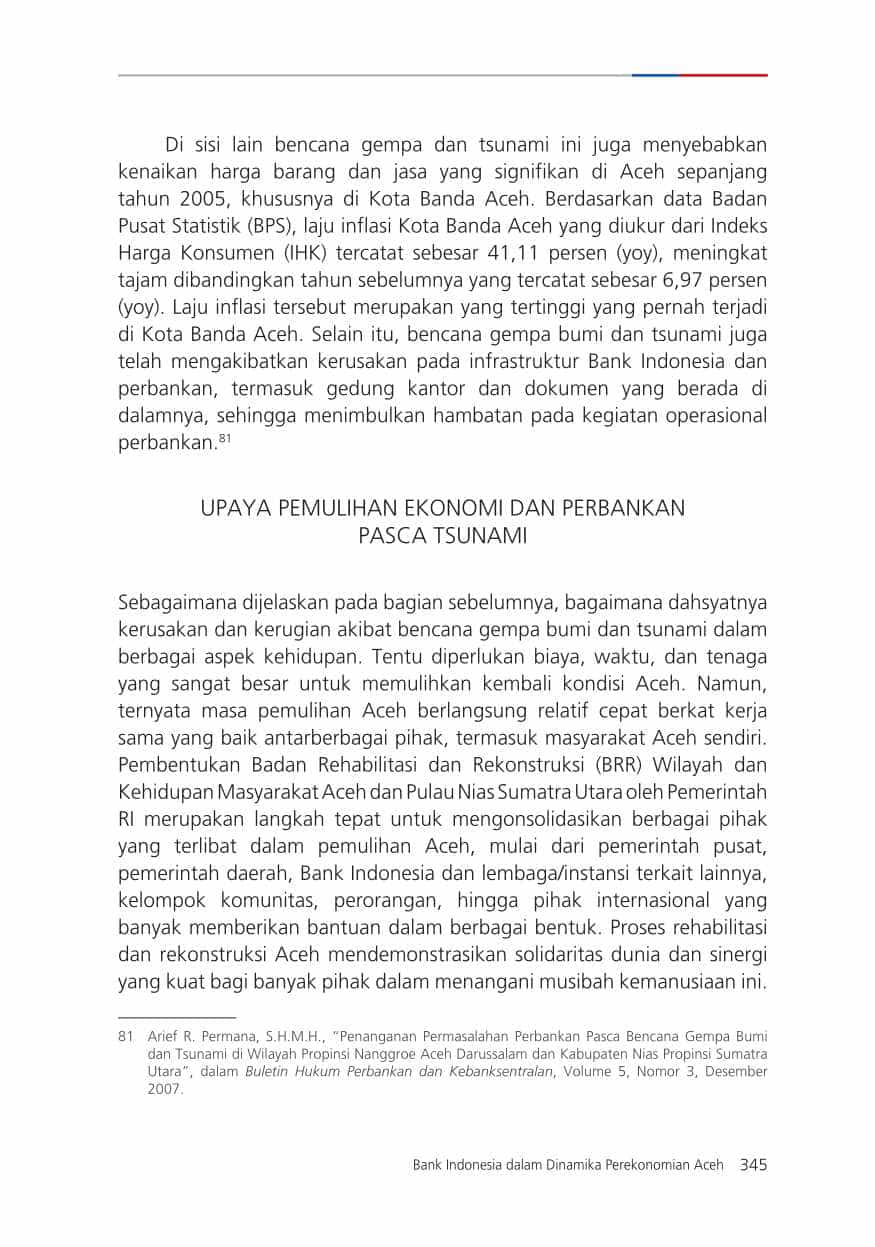 Di sisi lain bencana gempa dan tsunami ini juga menyebabkan
kenaikan harga barang dan jasa yang signifikan di Aceh sepanjang
tahun 2005, khususnya di Kota Banda Aceh. Berdasarkan data Badan
Pusat Statistik (BPS), laju inflasi Kota Banda Aceh yang diukur dari Indeks
Harga Konsumen (IHK) tercatat sebesar 41,11 persen (yoy), meningkat
tajam dibandingkan tahun sebelumnya yang tercatat sebesar 6,97 persen
(yoy). Laju inflasi tersebut merupakan yang tertinggi yang pernah terjadi
di Kota Banda Aceh. Selain itu, bencana gempa bumi dan tsunami juga
telah mengakibatkan kerusakan pada infrastruktur Bank Indonesia dan
perbankan, termasuk gedung kantor dan dokumen yang berada di
dalamnya, sehingga menimbulkan hambatan pada kegiatan operasional
perbankan.81
UPAYA PEMULIHAN EKONOMI DAN PERBANKAN
PASCA TSUNAMI
Sebagaimana dijelaskan pada bagian sebelumnya, bagaimana dahsyatnya
kerusakan dan kerugian akibat bencana gempa bumi dan tsunami dalam
berbagai aspek kehidupan. Tentu diperlukan biaya, waktu, dan tenaga
yang sangat besar untuk memulihkan kembali kondisi Aceh. Namun,
ternyata masa pemulihan Aceh berlangsung relatif cepat berkat kerja
sama yang baik antarberbagai pihak, termasuk masyarakat Aceh sendiri.
Pembentukan Badan Rehabilitasi dan Rekonstruksi (BRR) Wilayah dan
Kehidupan Masyarakat Aceh dan Pulau Nias Sumatra Utara oleh Pemerintah
RI merupakan langkah tepat untuk mengonsolidasikan berbagai pihak
yang terlibat dalam pemulihan Aceh, mulai dari pemerintah pusat,
pemerintah daerah, Bank Indonesia dan lembaga/instansi terkait lainnya,
kelompok komunitas, perorangan, hingga pihak internasional yang
banyak memberikan bantuan dalam berbagai bentuk. Proses rehabilitasi
dan rekonstruksi Aceh mendemonstrasikan solidaritas dunia dan sinergi
yang kuat bagi banyak pihak dalam menangani musibah kemanusiaan ini.
81 Arief R. Permana, S.H.M.H., “Penanganan Permasalahan Perbankan Pasca Bencana Gempa Bumi
dan Tsunami di Wilayah Propinsi Nanggroe Aceh Darussalam dan Kabupaten Nias Propinsi Sumatra
Utara”, dalam Buletin Hukum Perbankan dan Kebanksentralan, Volume 5, Nomor 3, Desember
2007.
Bank Indonesia dalam Dinamika Perekonomian Aceh 345